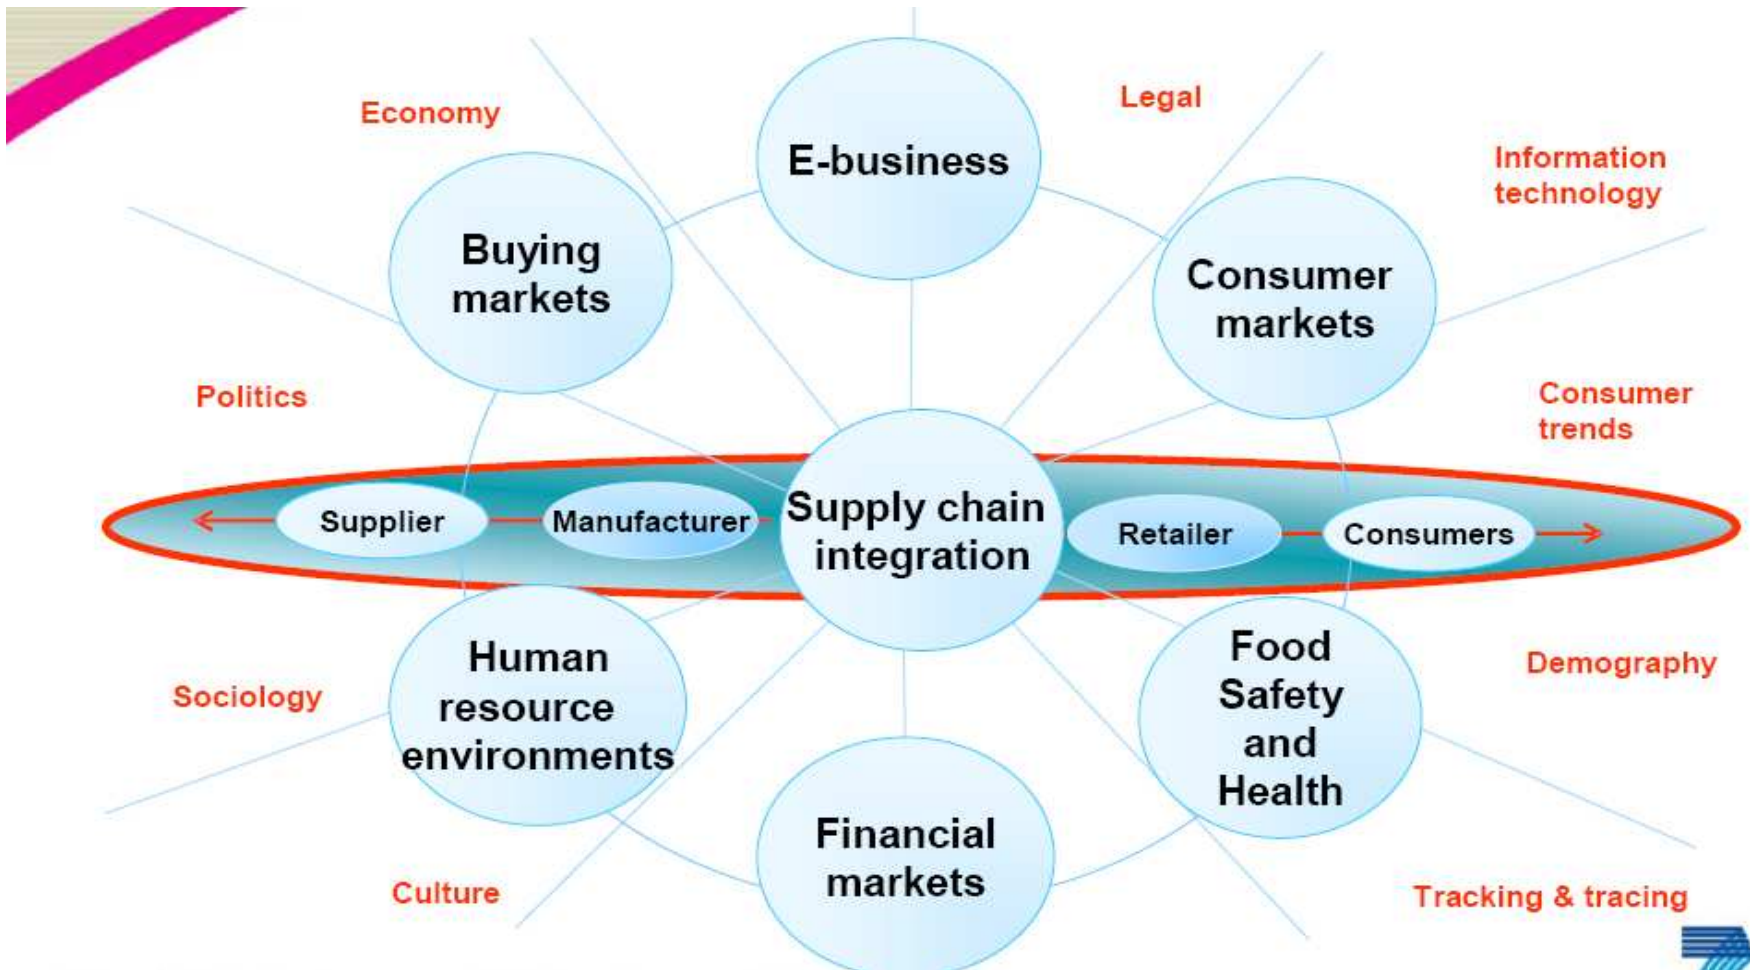 Economy
Legal
E-business
Information
technology
Buying
markets
Consumer
markets
Politics
Consumer
trends
Supplier
Manufacturer
Supply chain
integration
Retailer
Consumers
Human
resource
environments
Food
Safety
and
Health
Sociology
Demography
Financial
markets
Culture
Tracking & tracing